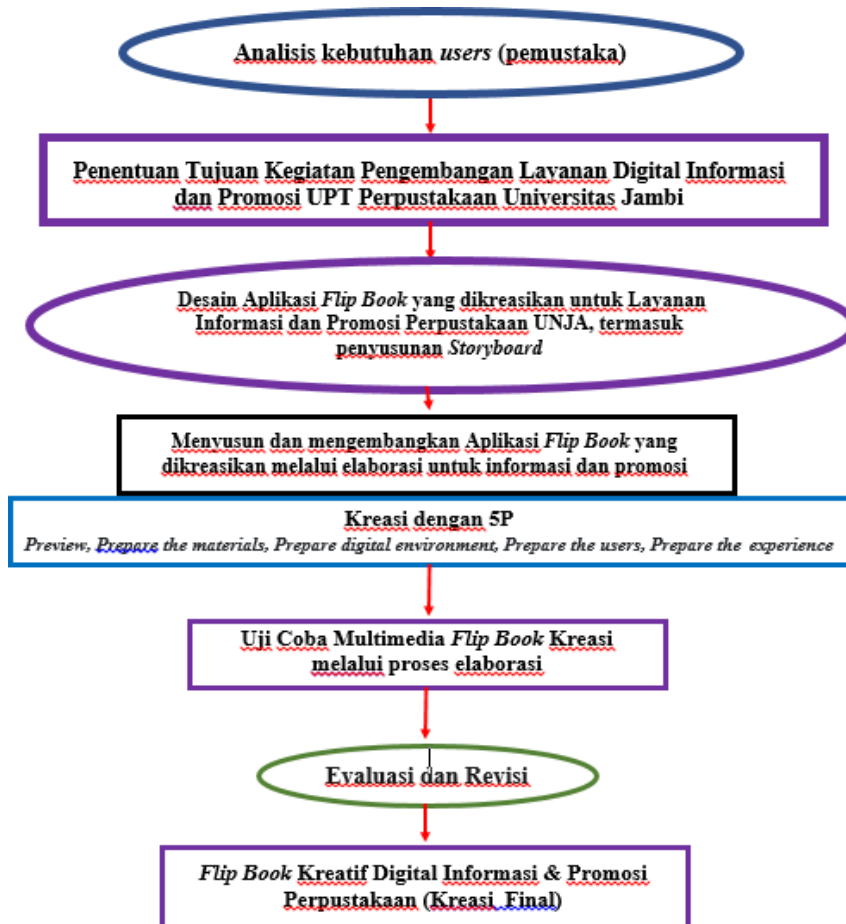 Analisis kebutuhan users (pemustaka)
Penentuan Tujuan Kegiatan Pengembangan Layanan Digital Informasi
dan Promosi UPT Perpustakaan Universitas Jambi
Desain Aplikasi Flip Book yang dikreasikan untuk Layanan
Informasi dan Promosi Perpustakaan UNJA, termasuk
penyusunan Storyboard
Menyusun dan mengembangkan Aplikasi Flip Book yang
dikreasikan melalui elaborasi untuk informasi dan promosi
Kreasi dengan 5P
Preview, Prepare the materials, Prepare digital environment, Prepare the users, Prepare the experience
Uji Coba Multimedia Flip Book Kreasi
melalui proses elaborasi
Evaluasi dan Revisi
Flip Book Kreatif Digital Informasi & Promosi
Perpustakaan (Kreasi Final)